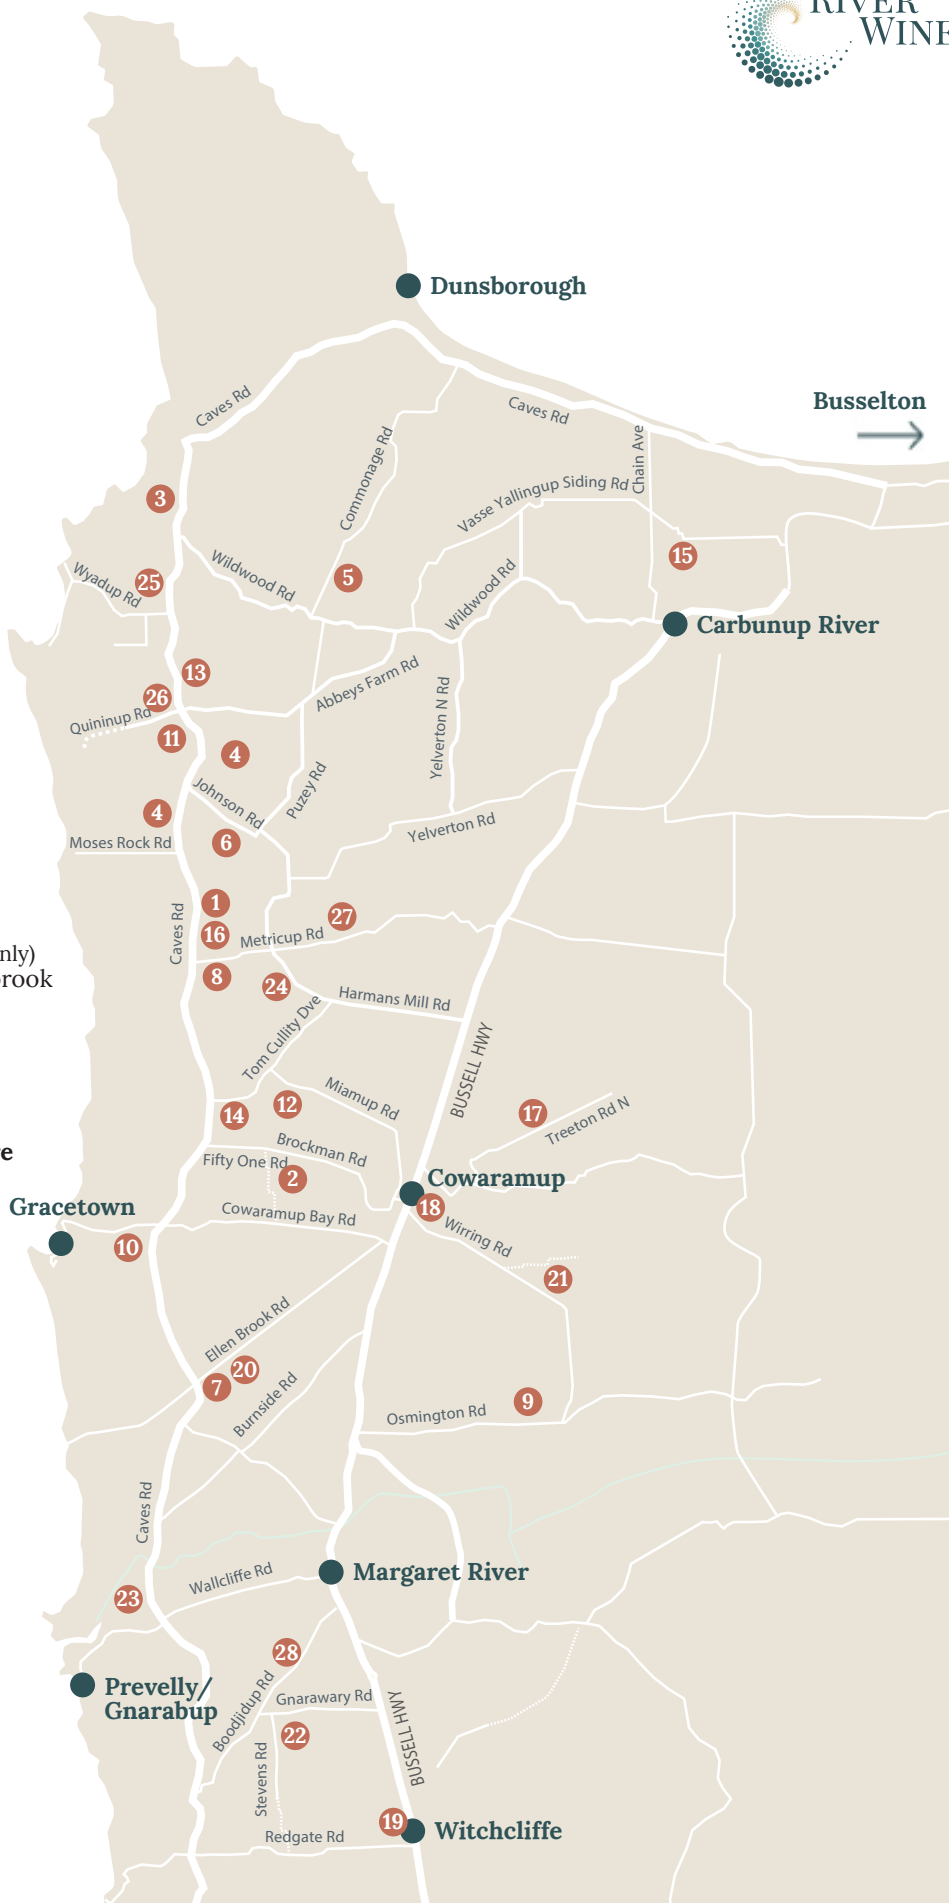 RIVER
WINE
Dunsborough
Busselton
Caves Rd
Caves Rd
Commonage Rd
Chain Ave
Vasse Yallingup Siding Rd
3
Wildwood Rd
5
15
Wyadup Rd
25
Wildwood Rd
Carbunup River
13
Abbeys Farm Rd
26
Quininup Rd
Yelverton N Rd
11
4
Johnson Rd
Puzey Rd
4
Moses Rock Rd
6
Yelverton Rd
1
27
16
Metricup Rd
Caves Rd
nly)
rook
8
24
Harmans Mill Rd
Tom Cullity Dve
BUSSELL HWY
Miamup Rd
12
14
17
Treeton Rd N
Brockman Rd
e
Fifty One Rd
2
Cowaramup
Gracetown
18
Cowaramup Bay Rd
Wirring Rd
10
21
Ellen Brook Rd
20
7
Burnside Rd
9
Osmington Rd
Caves Rd
Margaret River
Wallcliffe Rd
23
28
Prevelly/
Gnarabup
Boodjidup Rd
Gnarawary Rd
22
BUSSELL HWY
Stevens Rd
19
Witchcliffe
Redgate Rd